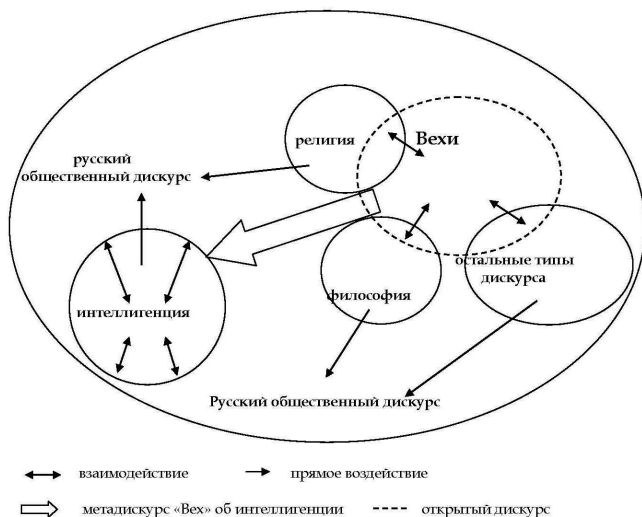 Вехи
религия
русский
общественный дискурс
остальные типы
дискурса
философия
интеллигенция
Русский общественный дискурс
взаимодействие
прямое воздействие
метадискурс «Вех» об интеллигенции
открытый дискурс